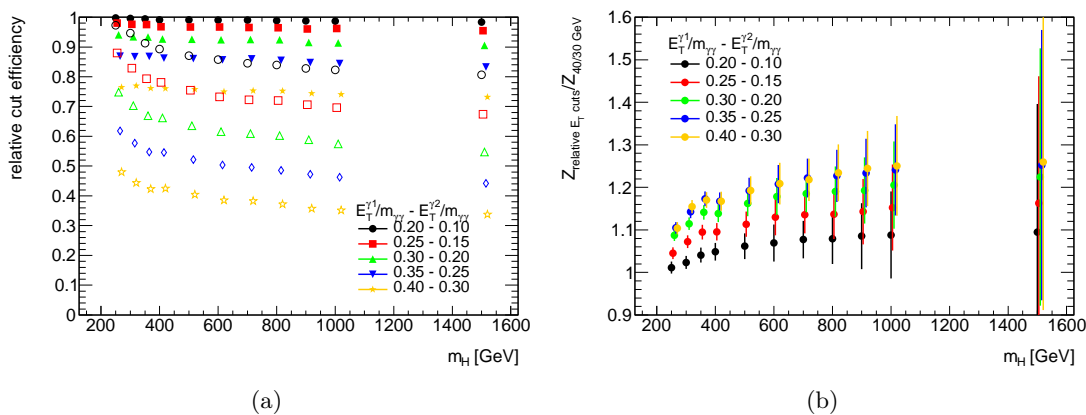 relative cut efficiency
1
0.9
0.8
0.7
0.6
0.5
0.4
0.3
0.2
0.1
0
E_T^γ1/m_γγ - E_T^γ2/m_γγ
0.20 - 0.10
0.25 - 0.15
0.30 - 0.20
0.35 - 0.25
0.40 - 0.30
200 400 600 800 1000 1200 1400 1600
m_H [GeV]
(a)
Z_relative E_T cuts/Z_40/30 GeV
1.6
1.5
1.4
1.3
1.2
1.1
1
0.9
E_T^γ1/m_γγ - E_T^γ2/m_γγ
0.20 - 0.10
0.25 - 0.15
0.30 - 0.20
0.35 - 0.25
0.40 - 0.30
200 400 600 800 1000 1200 1400 1600
m_H [GeV]
(b)